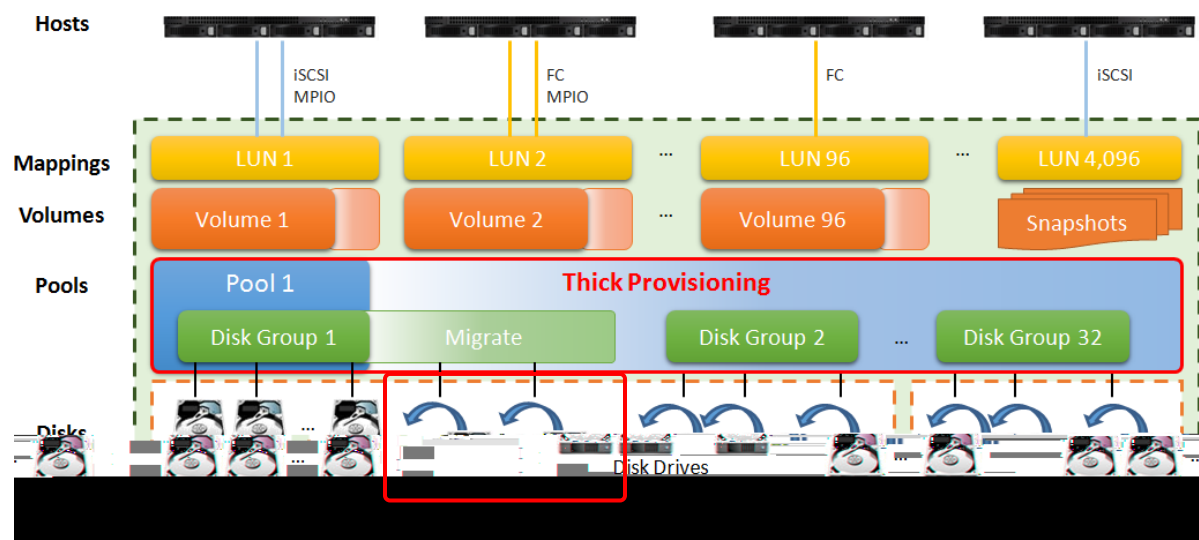 Hosts
iSCSI
MPIO
FC
MPIO
FC
iSCSI
Mappings
LUN 1
LUN 2
...
LUN 96
...
LUN 4,096
Volumes
Volume 1
Volume 2
...
Volume 96
Snapshots
Pools
Pool 1
Thick Provisioning
Disk Group 1
Migrate
Disk Group 2
...
Disk Group 32
Disks
...
...
...
Disk Drives
...
...